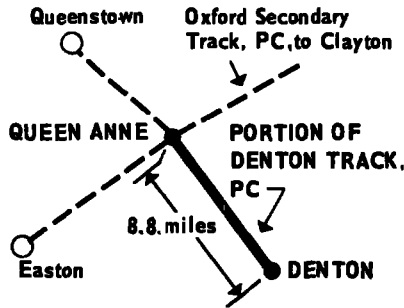 Queenstown
Oxford Secondary
Track, PC, to Clayton
QUEEN ANNE
PORTION OF
DENTON TRACK,
PC
8.8. miles
Easton
DENTON